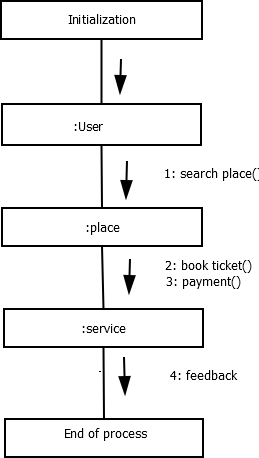 Initialization
:User
1: search place()
:place
2: book ticket()
3: payment()
:service
4: feedback
End of process